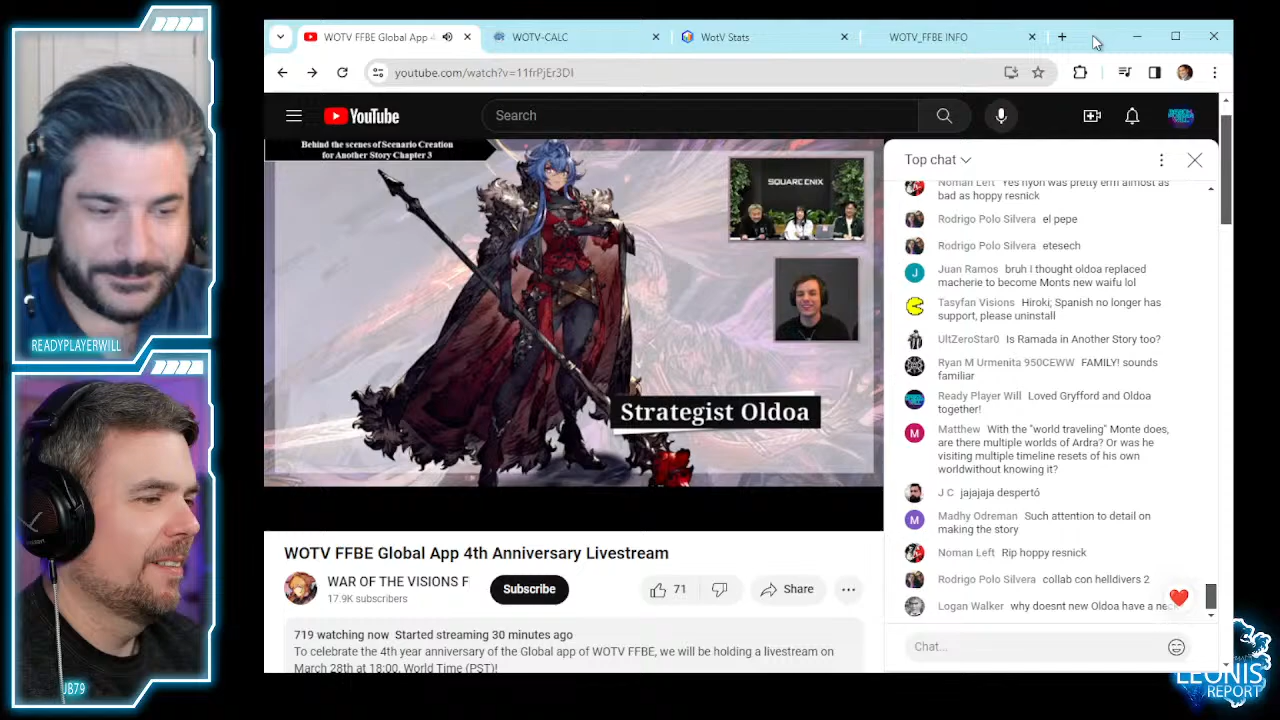 WOTV FFBE Global App 4
WOTV-CALC
WotV Stats
WOTV_FFBE INFO
youtube.com/watch?v=11frPjEr3DI
YouTube
Search
Behind the scenes of Scenario Creation
for Another Story Chapter 3
SQUARE ENIX
Strategist Oldoa
Top chat
Noman Left Yes hyoh was pretty erm almost as
bad as hoppy resnick
Rodrigo Polo Silvera el pepe
Rodrigo Polo Silvera etesech
Juan Ramos bruh I thought oldoa replaced
macherie to become Monts new waifu lol
Tasyfan Visions Hiroki; Spanish no longer has
support, please uninstall
UltZeroStar0 Is Ramada in Another Story too?
Ryan M Urmenita 950CEWW FAMILY! sounds
familiar
Ready Player Will Loved Gryfford and Oldoa
together!
Matthew With the "world traveling" Monte does,
are there multiple worlds of Ardra? Or was he
visiting multiple timeline resets of his own
worldwithout knowing it?
J C jajajaja despertó
Madhy Odreman Such attention to detail on
making the story
Noman Left Rip hoppy resnick
Rodrigo Polo Silvera collab con helldivers 2
Logan Walker why doesnt new Oldoa have a
Chat...
WOTV FFBE Global App 4th Anniversary Livestream
WAR OF THE VISIONS F
17.9K subscribers
Subscribe
71
Share
719 watching now Started streaming 30 minutes ago
To celebrate the 4th year anniversary of the Global app of WOTV FFBE, we will be holding a livestream on
March 28th at 18:00, World Time (PST)!
READYPLAYERWILL
JB79
LEONIS
REPORT